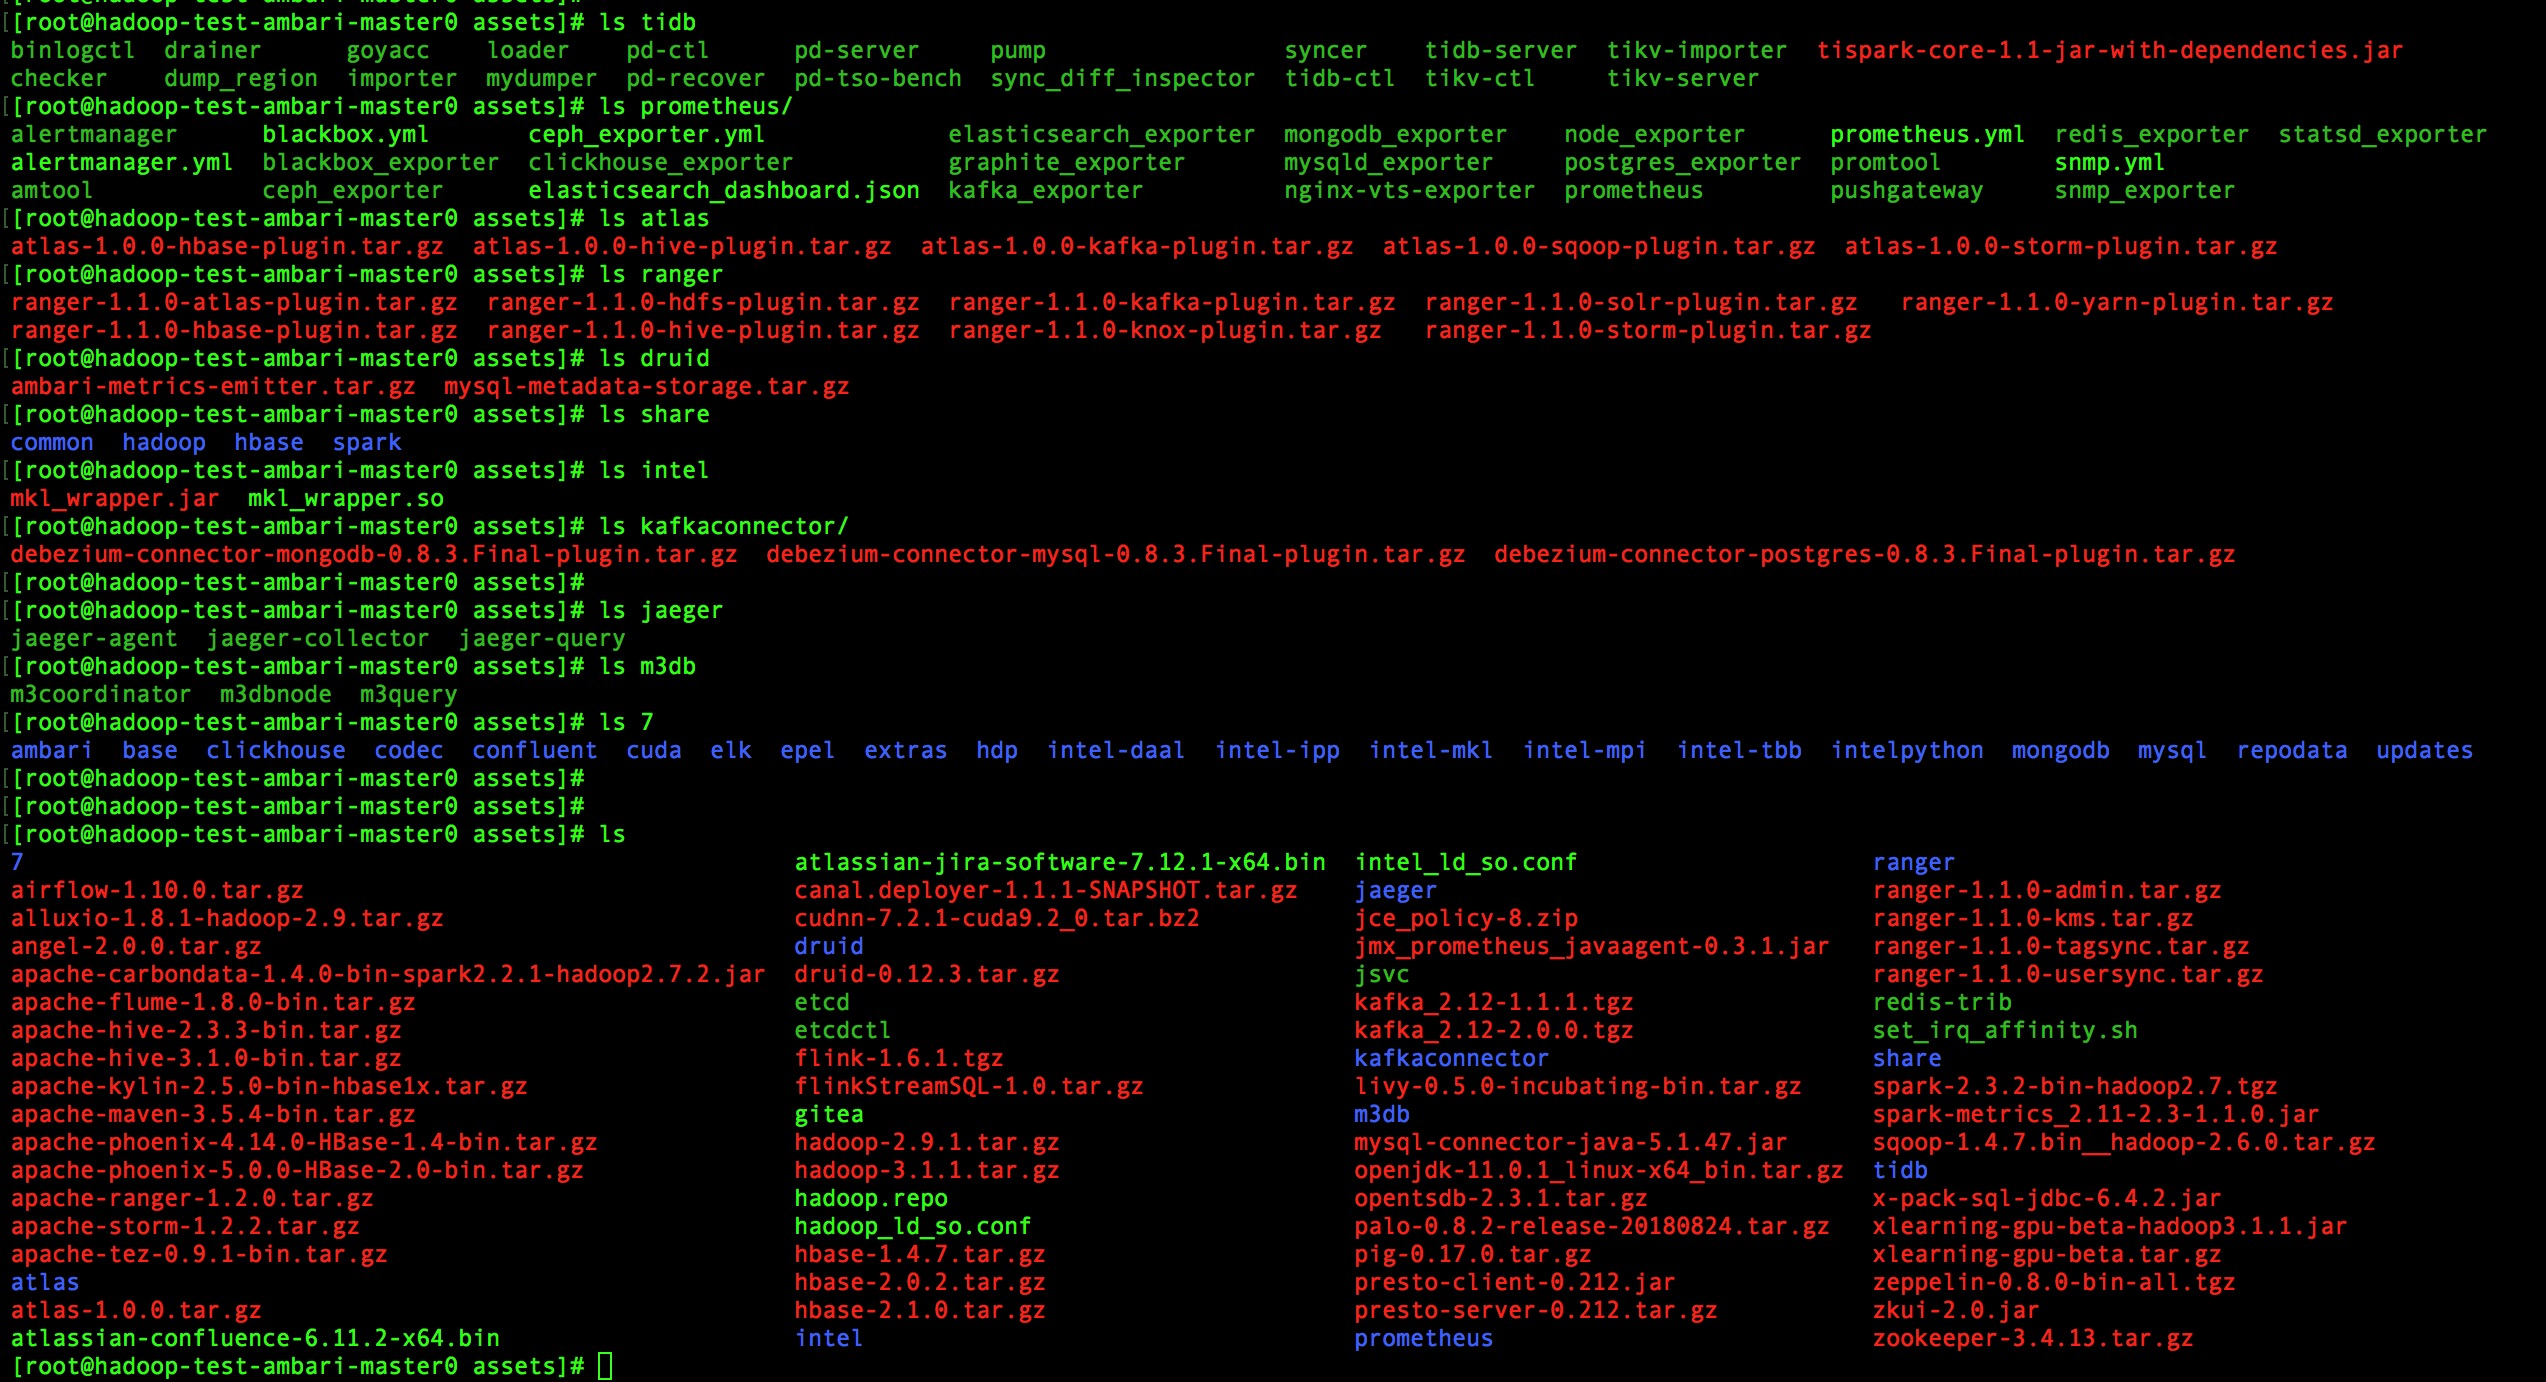 [[root@hadoop-test-ambari-master0 assets]# ls tidb
binlogctl  drainer      goyacc    loader    pd-ctl      pd-server     pump                 syncer    tidb-server  tikv-importer  tispark-core-1.1-jar-with-dependencies.jar
checker    dump_region  importer  mydumper  pd-recover  pd-tso-bench  sync_diff_inspector  tidb-ctl  tikv-ctl     tikv-server
[[root@hadoop-test-ambari-master0 assets]# ls prometheus/
alertmanager      blackbox.yml       ceph_exporter.yml             elasticsearch_exporter  mongodb_exporter    node_exporter      prometheus.yml  redis_exporter  statsd_exporter
alertmanager.yml  blackbox_exporter  clickhouse_exporter           graphite_exporter       mysqld_exporter     postgres_exporter  promtool        snmp.yml
amtool            ceph_exporter      elasticsearch_dashboard.json  kafka_exporter          nginx-vts-exporter  prometheus         pushgateway     snmp_exporter
[[root@hadoop-test-ambari-master0 assets]# ls atlas
atlas-1.0.0-hbase-plugin.tar.gz  atlas-1.0.0-hive-plugin.tar.gz  atlas-1.0.0-kafka-plugin.tar.gz  atlas-1.0.0-sqoop-plugin.tar.gz  atlas-1.0.0-storm-plugin.tar.gz
[[root@hadoop-test-ambari-master0 assets]# ls ranger
ranger-1.1.0-atlas-plugin.tar.gz  ranger-1.1.0-hdfs-plugin.tar.gz  ranger-1.1.0-kafka-plugin.tar.gz  ranger-1.1.0-solr-plugin.tar.gz   ranger-1.1.0-yarn-plugin.tar.gz
ranger-1.1.0-hbase-plugin.tar.gz  ranger-1.1.0-hive-plugin.tar.gz  ranger-1.1.0-knox-plugin.tar.gz   ranger-1.1.0-storm-plugin.tar.gz
[[root@hadoop-test-ambari-master0 assets]# ls druid
ambari-metrics-emitter.tar.gz  mysql-metadata-storage.tar.gz
[[root@hadoop-test-ambari-master0 assets]# ls share
common  hadoop  hbase  spark
[[root@hadoop-test-ambari-master0 assets]# ls intel
mkl_wrapper.jar  mkl_wrapper.so
[[root@hadoop-test-ambari-master0 assets]# ls kafkaconnector/
debezium-connector-mongodb-0.8.3.Final-plugin.tar.gz  debezium-connector-mysql-0.8.3.Final-plugin.tar.gz  debezium-connector-postgres-0.8.3.Final-plugin.tar.gz
[[root@hadoop-test-ambari-master0 assets]#
[[root@hadoop-test-ambari-master0 assets]# ls jaeger
jaeger-agent  jaeger-collector  jaeger-query
[[root@hadoop-test-ambari-master0 assets]# ls m3db
m3coordinator  m3dbnode  m3query
[[root@hadoop-test-ambari-master0 assets]# ls 7
ambari  base  clickhouse  codec  confluent  cuda  elk  epel  extras  hdp  intel-daal  intel-ipp  intel-mkl  intel-mpi  intel-tbb  intelpython  mongodb  mysql  repodata  updates
[[root@hadoop-test-ambari-master0 assets]#
[[root@hadoop-test-ambari-master0 assets]#
[[root@hadoop-test-ambari-master0 assets]# ls
7                                                       atlassian-jira-software-7.12.1-x64.bin  intel_ld_so.conf                     ranger
airflow-1.10.0.tar.gz                                   canal.deployer-1.1.1-SNAPSHOT.tar.gz    jaeger                               ranger-1.1.0-admin.tar.gz
alluxio-1.8.1-hadoop-2.9.tar.gz                         cudnn-7.2.1-cuda9.2_0.tar.bz2           jce_policy-8.zip                     ranger-1.1.0-kms.tar.gz
angel-2.0.0.tar.gz                                      druid                                   jmx_prometheus_javaagent-0.3.1.jar   ranger-1.1.0-tagsync.tar.gz
apache-carbondata-1.4.0-bin-spark2.2.1-hadoop2.7.2.jar  druid-0.12.3.tar.gz                     jsvc                                 ranger-1.1.0-usersync.tar.gz
apache-flume-1.8.0-bin.tar.gz                           etcd                                    kafka_2.12-1.1.1.tgz                 redis-trib
apache-hive-2.3.3-bin.tar.gz                            etcdctl                                 kafka_2.12-2.0.0.tgz                 set_irq_affinity.sh
apache-hive-3.1.0-bin.tar.gz                            flink-1.6.1.tgz                         kafkaconnector                       share
apache-kylin-2.5.0-bin-hbase1x.tar.gz                   flinkStreamSQL-1.0.tar.gz               livy-0.5.0-incubating-bin.tar.gz     spark-2.3.2-bin-hadoop2.7.tgz
apache-maven-3.5.4-bin.tar.gz                           gitea                                   m3db                                 spark-metrics_2.11-2.3-1.1.0.jar
apache-phoenix-4.14.0-HBase-1.4-bin.tar.gz              hadoop-2.9.1.tar.gz                     mysql-connector-java-5.1.47.jar      sqoop-1.4.7.bin__hadoop-2.6.0.tar.gz
apache-phoenix-5.0.0-HBase-2.0-bin.tar.gz               hadoop-3.1.1.tar.gz                     openjdk-11.0.1_linux-x64_bin.tar.gz  tidb
apache-ranger-1.2.0.tar.gz                              hadoop.repo                             opentsdb-2.3.1.tar.gz                x-pack-sql-jdbc-6.4.2.jar
apache-storm-1.2.2.tar.gz                               hadoop_ld_so.conf                       palo-0.8.2-release-20180824.tar.gz   xlearning-gpu-beta-hadoop3.1.1.jar
apache-tez-0.9.1-bin.tar.gz                             hbase-1.4.7.tar.gz                      pig-0.17.0.tar.gz                    xlearning-gpu-beta.tar.gz
atlas                                                   hbase-2.0.2.tar.gz                      presto-client-0.212.jar              zeppelin-0.8.0-bin-all.tgz
atlas-1.0.0.tar.gz                                      hbase-2.1.0.tar.gz                      presto-server-0.212.tar.gz           zkui-2.0.jar
atlassian-confluence-6.11.2-x64.bin                     intel                                   prometheus                           zookeeper-3.4.13.tar.gz
[root@hadoop-test-ambari-master0 assets]#